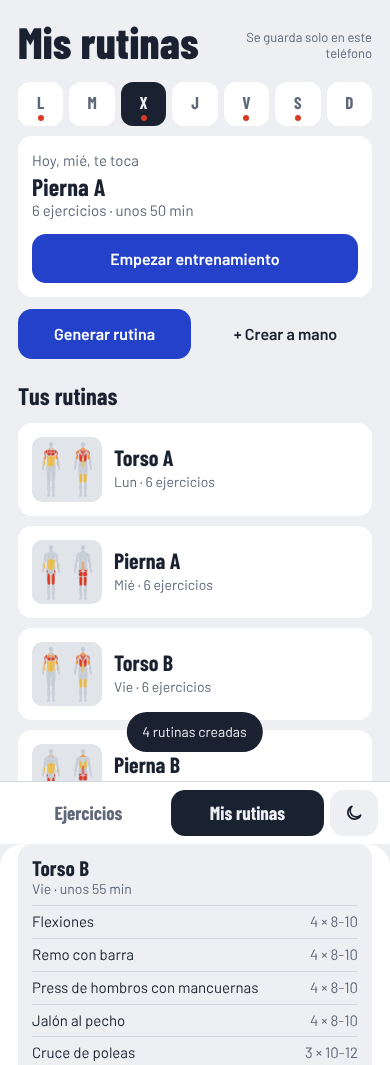 Mis rutinas
Se guarda solo en este
teléfono
L M X J V S D
Hoy, mié, te toca
Pierna A
6 ejercicios · unos 50 min
Empezar entrenamiento
Generar rutina
+ Crear a mano
Tus rutinas
Torso A
Lun · 6 ejercicios
Pierna A
Mié · 6 ejercicios
Torso B
Vie · 6 ejercicios
4 rutinas creadas
Pierna B
Ejercicios
Mis rutinas
Torso B
Vie · unos 55 min
Flexiones 4 × 8-10
Remo con barra 4 × 8-10
Press de hombros con mancuernas 4 × 8-10
Jalón al pecho 4 × 8-10
Cruce de poleas 3 × 10-12